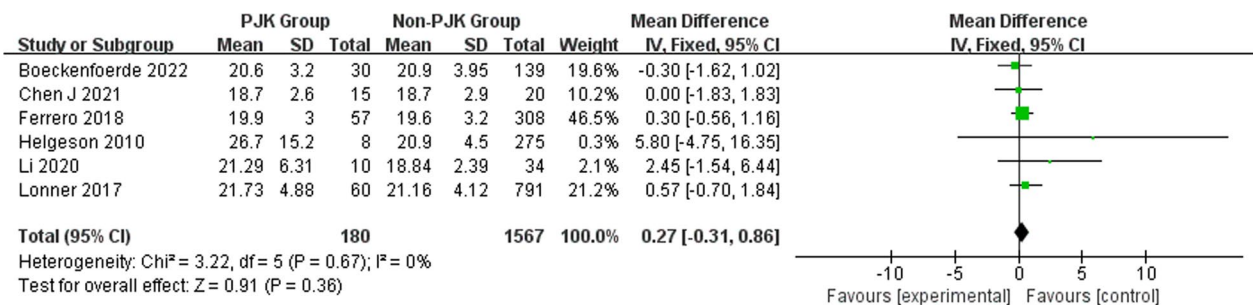 PJK Group Non-PJK Group Mean Difference Mean Difference
Study or Subgroup Mean SD Total Mean SD Total Weight IV, Fixed, 95% CI IV, Fixed, 95% CI
Boeckenfoerde 2022 20.6 3.2 30 20.9 3.95 139 19.6% -0.30 [-1.62, 1.02]
Chen J 2021 18.7 2.6 15 18.7 2.9 20 10.2% 0.00 [-1.83, 1.83]
Ferrero 2018 19.9 3 57 19.6 3.2 308 46.5% 0.30 [-0.56, 1.16]
Helgeson 2010 26.7 15.2 8 20.9 4.5 275 0.3% 5.80 [-4.75, 16.35]
Li 2020 21.29 6.31 10 18.84 2.39 34 2.1% 2.45 [-1.54, 6.44]
Lonner 2017 21.73 4.88 60 21.16 4.12 791 21.2% 0.57 [-0.70, 1.84]
Total (95% CI) 180 1567 100.0% 0.27 [-0.31, 0.86]
Heterogeneity: Chi² = 3.22, df = 5 (P = 0.67); I² = 0%
Test for overall effect: Z = 0.91 (P = 0.36)
-10 -5 0 5 10
Favours [experimental] Favours [control]